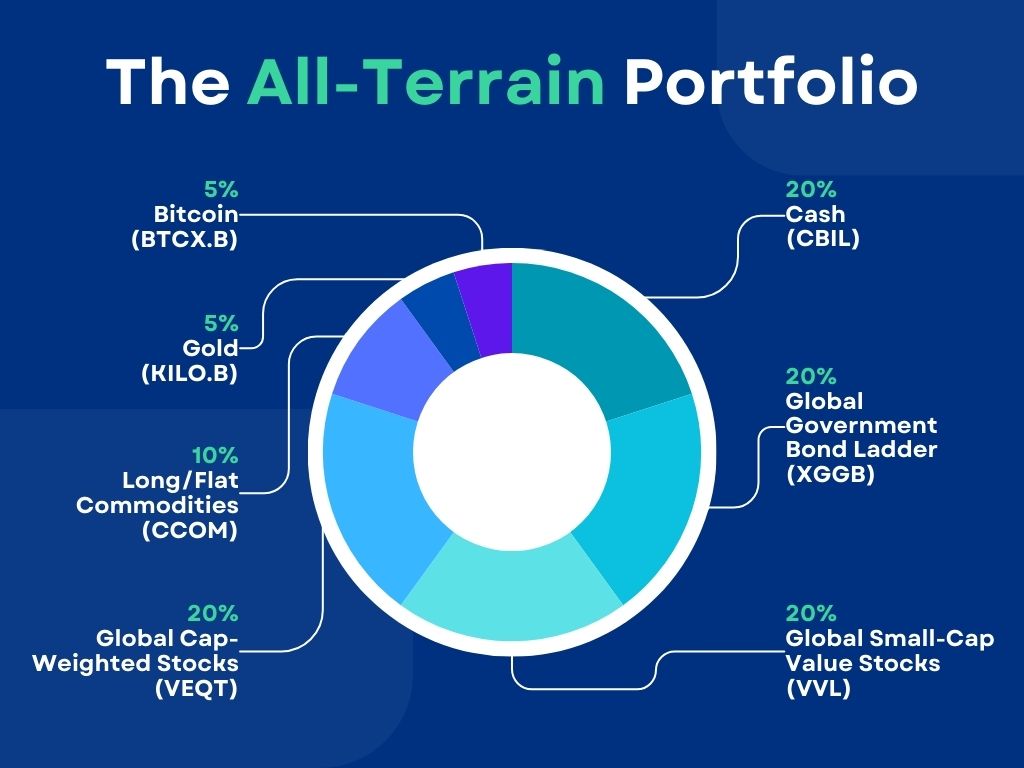 The All-Terrain Portfolio
5%
Bitcoin
(BTCX.B)
5%
Gold
(KILO.B)
10%
Long/Flat
Commodities
(CCOM)
20%
Global Cap-
Weighted Stocks
(VEQT)
20%
Cash
(CBIL)
20%
Global
Government
Bond Ladder
(XGGB)
20%
Global Small-Cap
Value Stocks
(VVL)